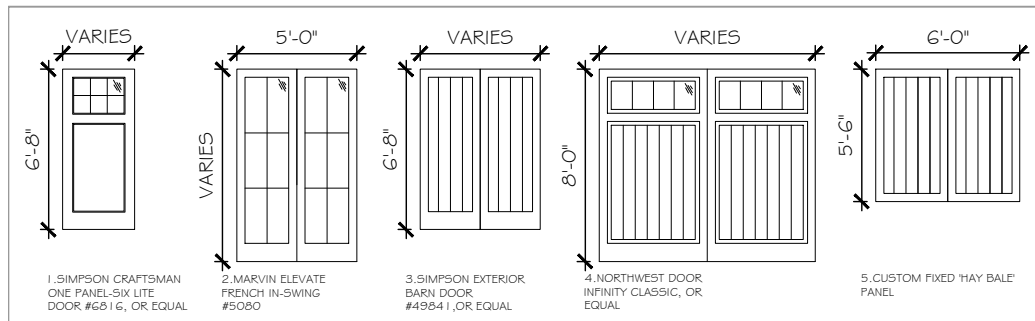 VARIES
5'-0"
VARIES
VARIES
6'-0"
6'-8"
VARIES
6'-8"
8'-0"
5'-6"
1.SIMPSON CRAFTSMAN
ONE PANEL-SIX LITE
DOOR #6816, OR EQUAL
2.MARVIN ELEVATE
FRENCH IN-SWING
#5080
3.SIMPSON EXTERIOR
BARN DOOR
#49841,OR EQUAL
4.NORTHWEST DOOR
INFINITY CLASSIC, OR
EQUAL
5.CUSTOM FIXED 'HAY BALE'
PANEL